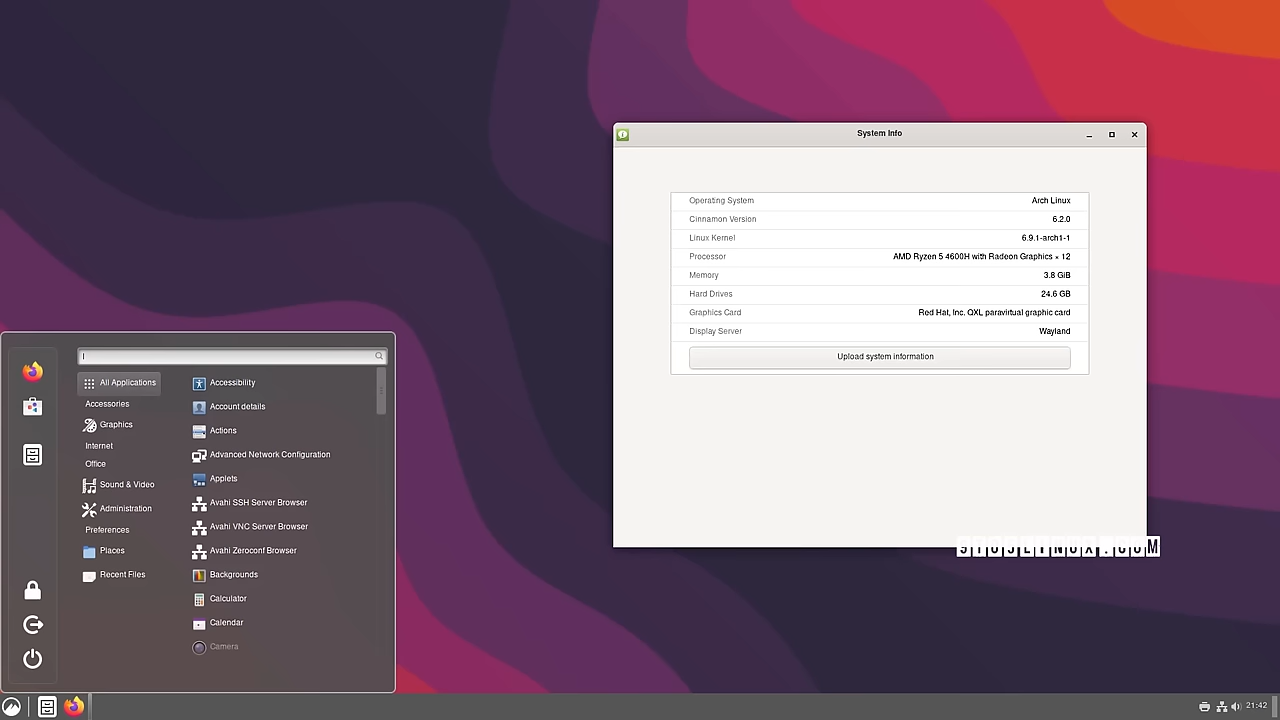 System Info
Operating System Arch Linux
Cinnamon Version 6.2.0
Linux Kernel 6.9.1-arch1-1
Processor AMD Ryzen 5 4600H with Radeon Graphics × 12
Memory 3.8 GiB
Hard Drives 24.6 GB
Graphics Card Red Hat, Inc. QXL paravirtual graphic card
Display Server Wayland
Upload system information
9TO5LINUX.COM
All Applications
Accessories
Graphics
Internet
Office
Sound & Video
Administration
Preferences
Places
Recent Files
Accessibility
Account details
Actions
Advanced Network Configuration
Applets
Avahi SSH Server Browser
Avahi VNC Server Browser
Avahi Zeroconf Browser
Backgrounds
Calculator
Calendar
Camera
21:42